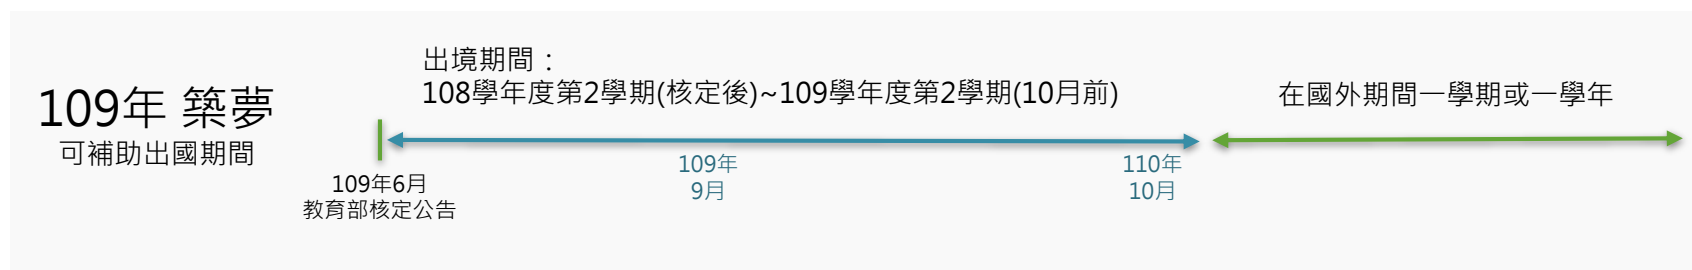 109年 築夢
可補助出國期間
出境期間：
108學年度第2學期(核定後)~109學年度第2學期(10月前)
在國外期間一學期或一學年
109年6月
教育部核定公告
109年
9月
110年
10月